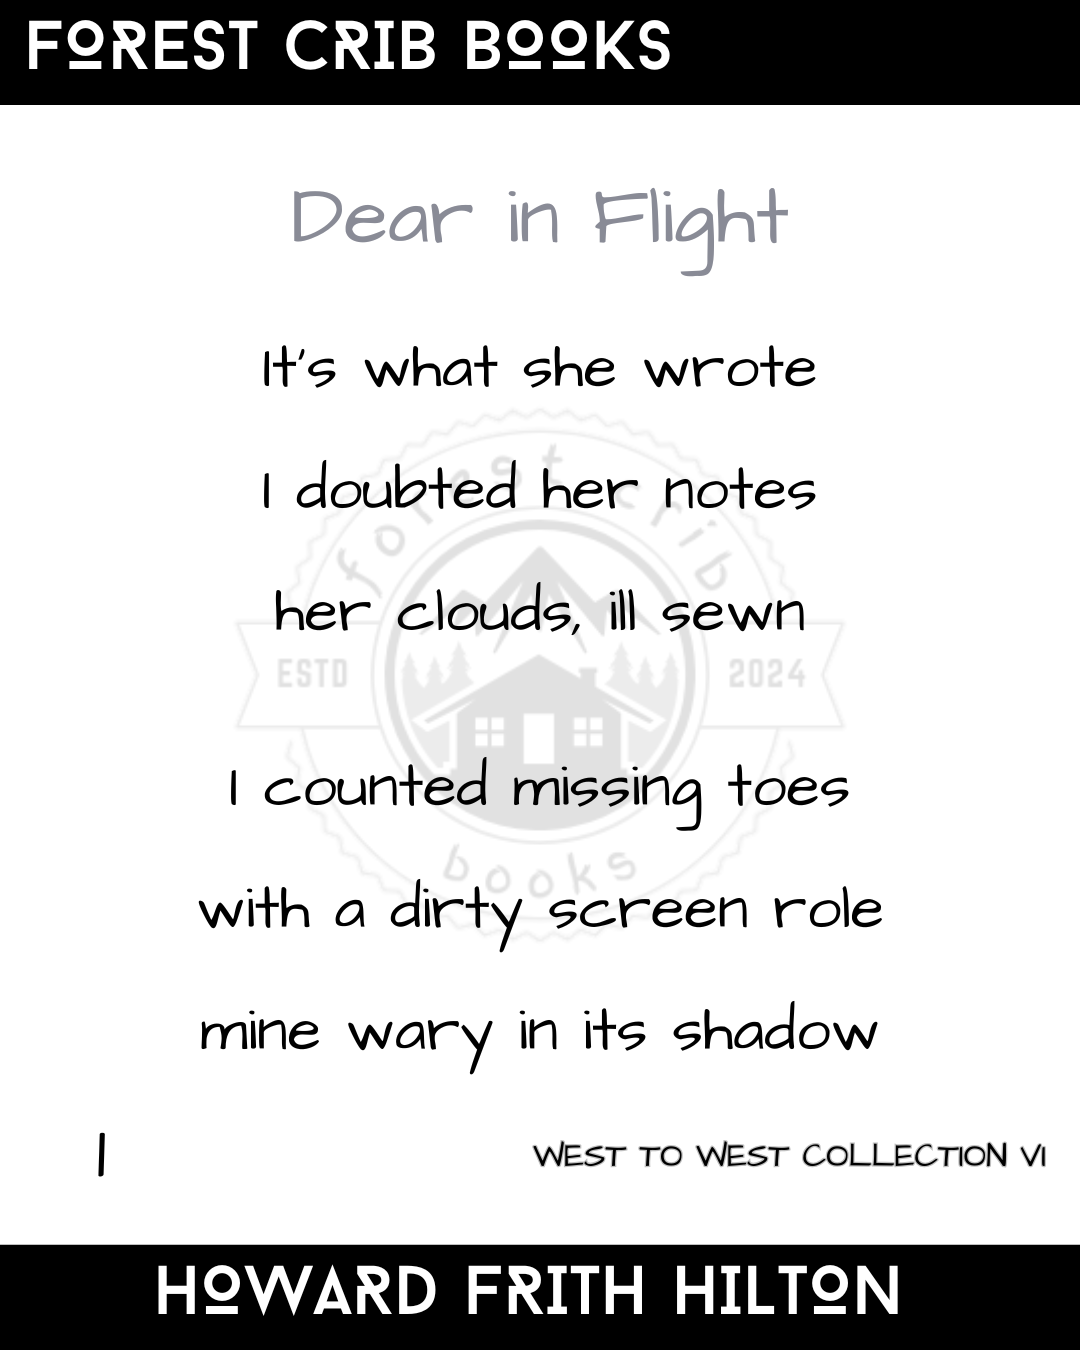 FOREST CRIB BOOKS
Dear in Flight
It's what she wrote
I doubted her notes
her clouds, ill sewn
I counted missing toes
with a dirty screen role
mine wary in its shadow
forest crib
ESTD 2024
books
1
WEST TO WEST COLLECTION VI
HOWARD FRITH HILTON